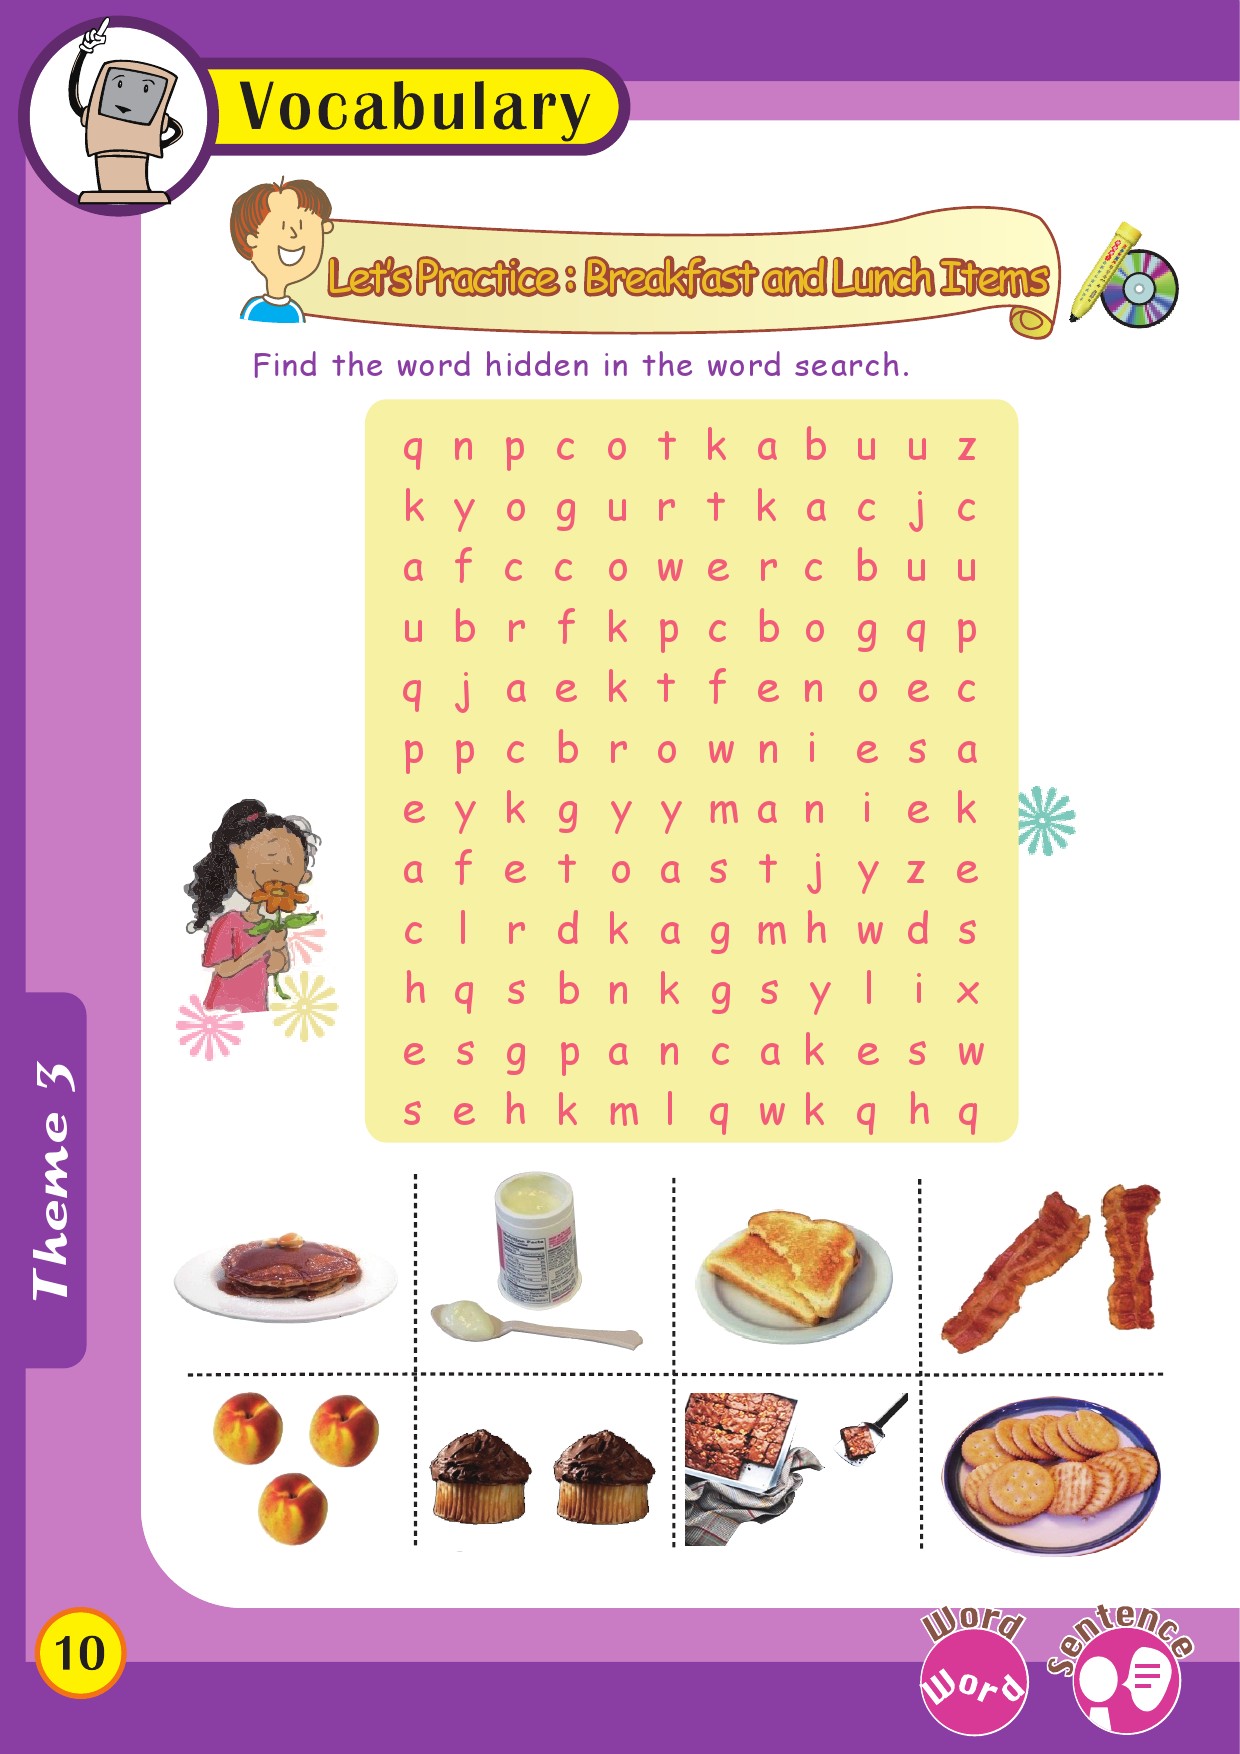 Vocabulary
Let's Practice : Breakfast and Lunch Items
Find the word hidden in the word search.
q n p c o t k a b u u z
k y o g u r t k a c j c
a f c c o w e r c b u u
u b r f k p c b o g q p
q j a e k t f e n o e c
p p c b r o w n i e s a
e y k g y y m a n i e k
a f e t o a s t j y z e
c l r d k a g m h w d s
h q s b n k g s y l i x
e s g p a n c a k e s w
s e h k m l q w k q h q
Theme 3
10
Word
Word
Sentence